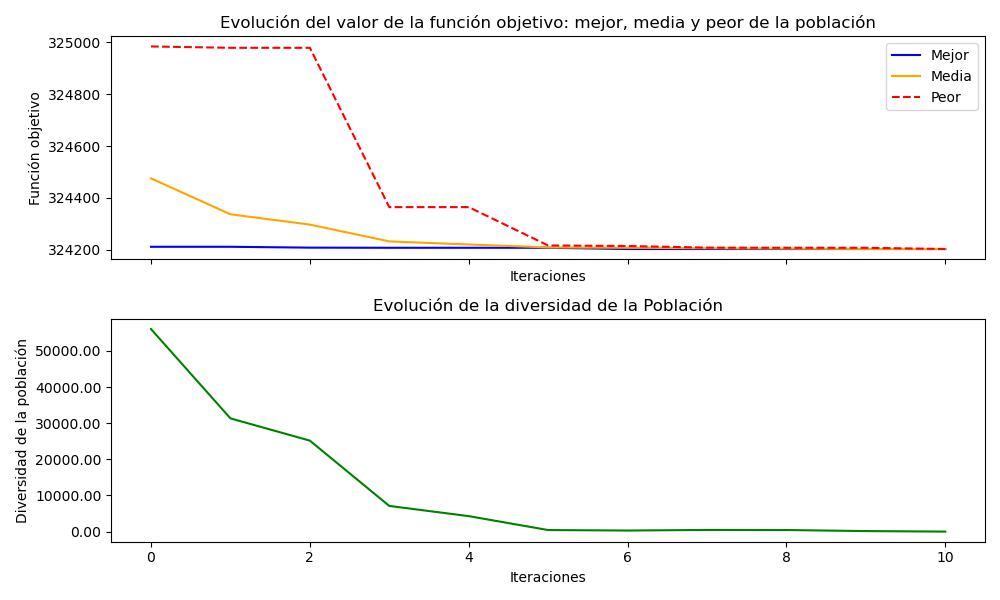 Evolución del valor de la función objetivo: mejor, media y peor de la población
325000
324800
324600
324400
324200
Función objetivo
Mejor
Media
Peor
Iteraciones
Evolución de la diversidad de la Población
50000.00
40000.00
30000.00
20000.00
10000.00
0.00
Diversidad de la población
0 2 4 6 8 10
Iteraciones